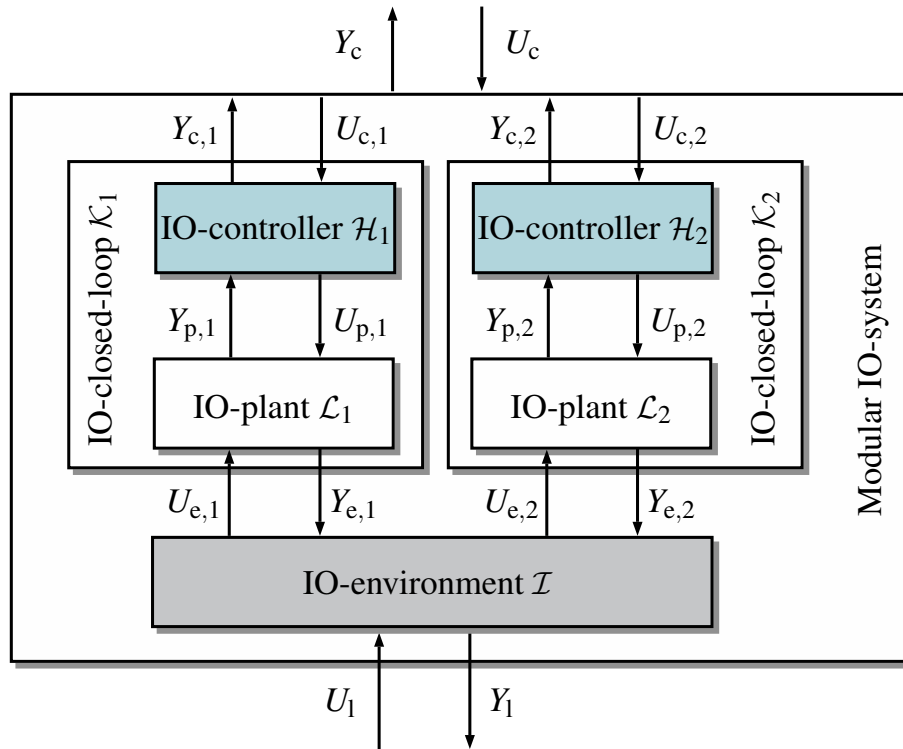 Y_c U_c
Y_c,1 U_c,1 Y_c,2 U_c,2
IO-closed-loop 𝒦_1
IO-controller ℋ_1
IO-controller ℋ_2
IO-closed-loop 𝒦_2
Modular IO-system
Y_p,1 U_p,1 Y_p,2 U_p,2
IO-plant ℒ_1
IO-plant ℒ_2
U_e,1 Y_e,1 U_e,2 Y_e,2
IO-environment ℐ
U_l Y_l